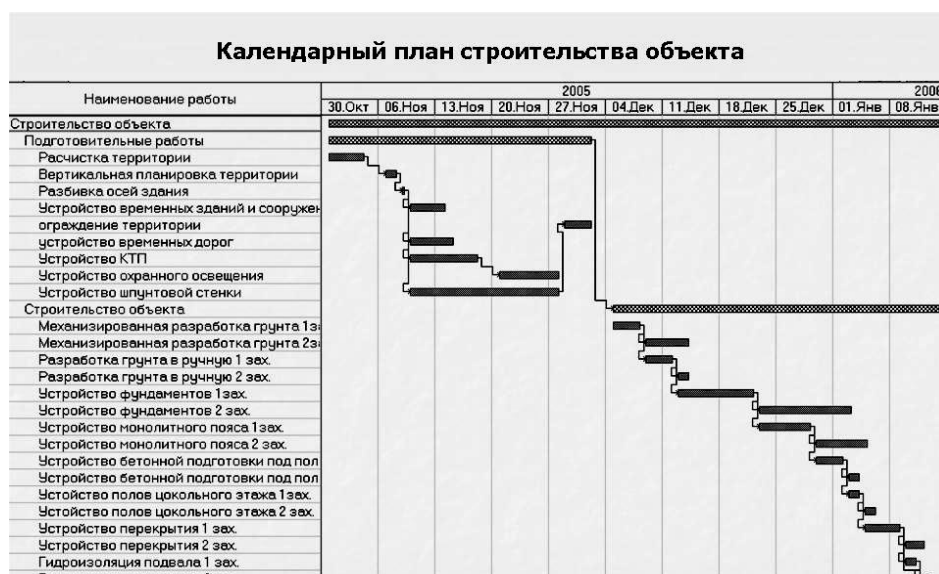 Календарный план строительства объекта
Наименование работы
2005
2006
30.Окт 06.Ноя 13.Ноя 20.Ноя 27.Ноя 04.Дек 11.Дек 18.Дек 25.Дек 01.Янв 08.Янв
Строительство объекта
Подготовительные работы
Расчистка территории
Вертикальная планировка территории
Разбивка осей здания
Устройство временных зданий и сооружен
ограждение территории
устройство временных дорог
Устройство КТП
Устройство охранного освещения
Устройство шпунтовой стенки
Строительство объекта
Механизированная разработка грунта 1за
Механизированная разработка грунта 2за
Разработка грунта в ручную 1 зах.
Разработка грунта в ручную 2 зах.
Устройство фундаментов 1зах.
Устройство фундаментов 2 зах.
Устройство монолитного пояса 1зах.
Устройство монолитного пояса 2 зах.
Устройство бетонной подготовки под пол
Устройство бетонной подготовки под пол
Устойство полов цокольного этажа 1зах.
Устойство полов цокольного этажа 2 зах.
Устройство перекрытия 1 зах.
Устройство перекрытия 2 зах.
Гидроизоляция подвала 1 зах.